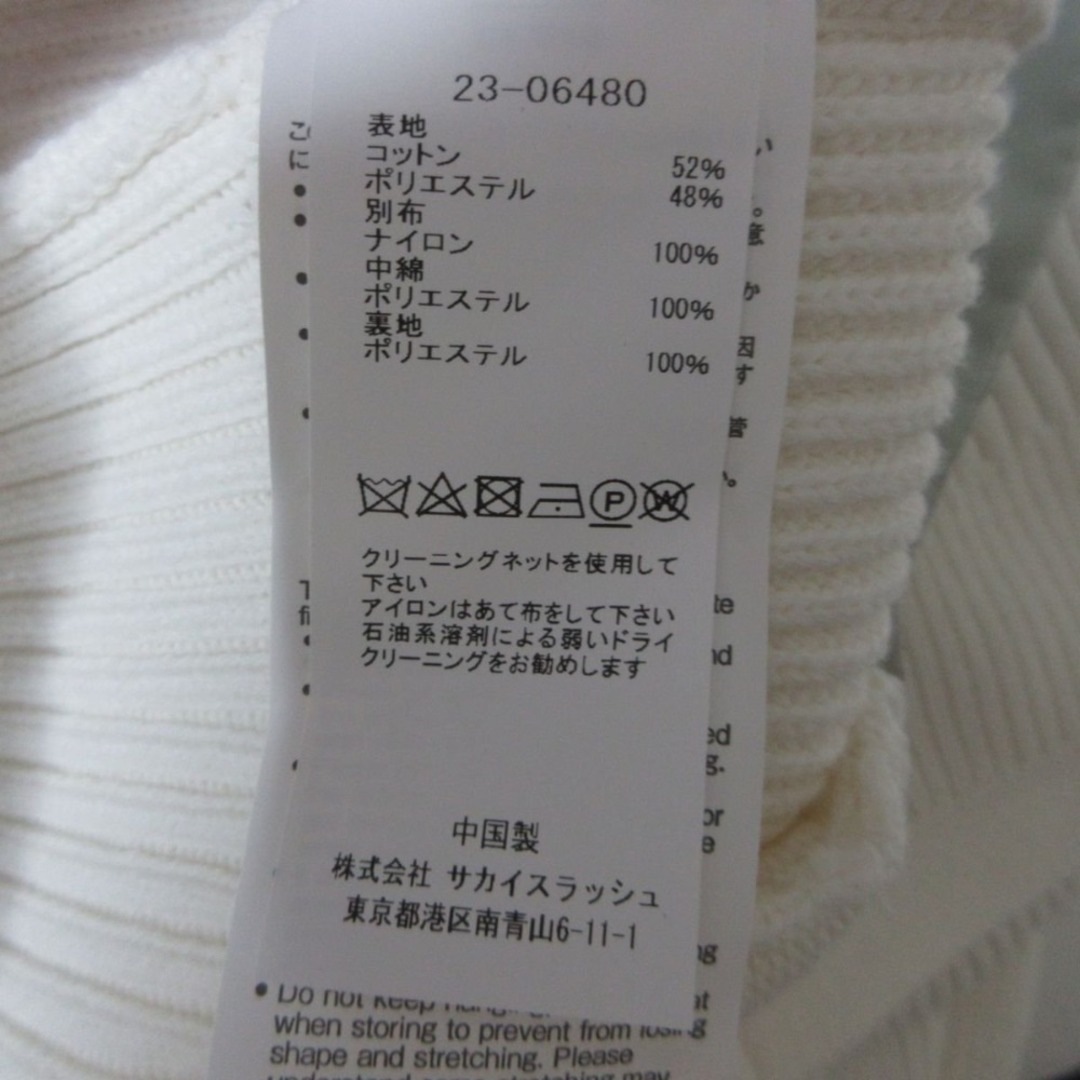 23-06480
表地
コットン 52%
ポリエステル 48%
別布
ナイロン 100%
中綿
ポリエステル 100%
裏地
ポリエステル 100%
P W
クリーニングネットを使用して
下さい
アイロンはあて布をして下さい
石油系溶剤による弱いドライ
クリーニングをお勧めします
中国製
株式会社 サカイスラッシュ
東京都港区南青山6-11-1
• Do not keep
when storing to prevent from losing
shape and stretching. Please
understand some stretching may